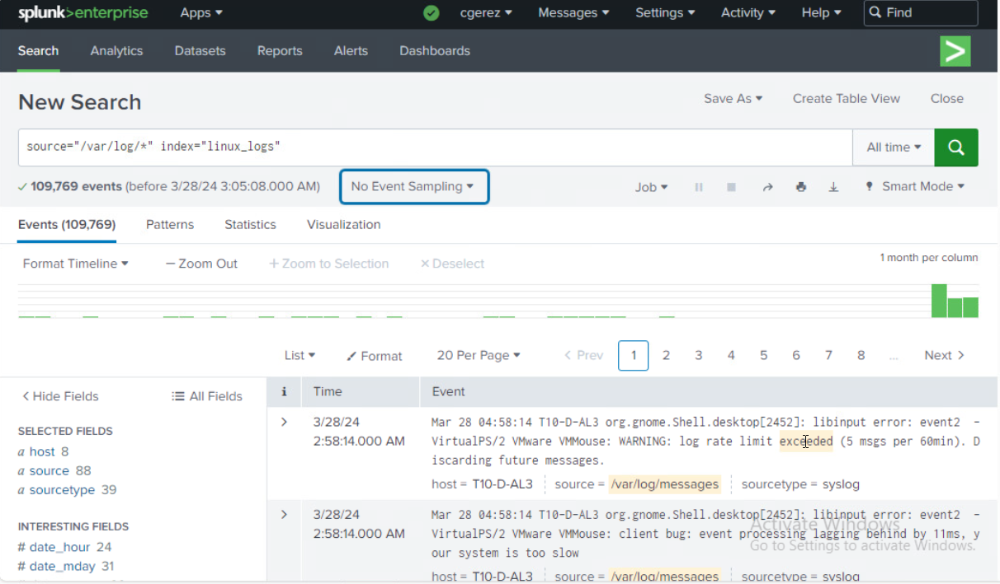 splunk>enterprise Apps cgerez Messages Settings Activity Help Find
Search Analytics Datasets Reports Alerts Dashboards
New Search Save As Create Table View Close
source="/var/log/*" index="linux_logs" All time
✓ 109,769 events (before 3/28/24 3:05:08.000 AM) No Event Sampling Job Smart Mode
Events (109,769) Patterns Statistics Visualization
Format Timeline — Zoom Out + Zoom to Selection × Deselect 1 month per column
List Format 20 Per Page < Prev 1 2 3 4 5 6 7 8 ... Next >
< Hide Fields All Fields i Time Event
SELECTED FIELDS
a host 8
a source 88
a sourcetype 39
INTERESTING FIELDS
# date_hour 24
# date_mday 31
> 3/28/24 Mar 28 04:58:14 T10-D-AL3 org.gnome.Shell.desktop[2452]: libinput error: event2 -
2:58:14.000 AM VirtualPS/2 VMware VMMouse: WARNING: log rate limit exceeded (5 msgs per 60min). D
iscarding future messages.
host = T10-D-AL3 source = /var/log/messages sourcetype = syslog
> 3/28/24 Mar 28 04:58:14 T10-D-AL3 org.gnome.Shell.desktop[2452]: libinput error: event2 -
2:58:14.000 AM VirtualPS/2 VMware VMMouse: client bug: event processing lagging behind by 11ms, y
our system is too slow
host = T10-D-AL3 source = /var/log/messages sourcetype = syslog
Activate Windows
Go to Settings to activate Windows.